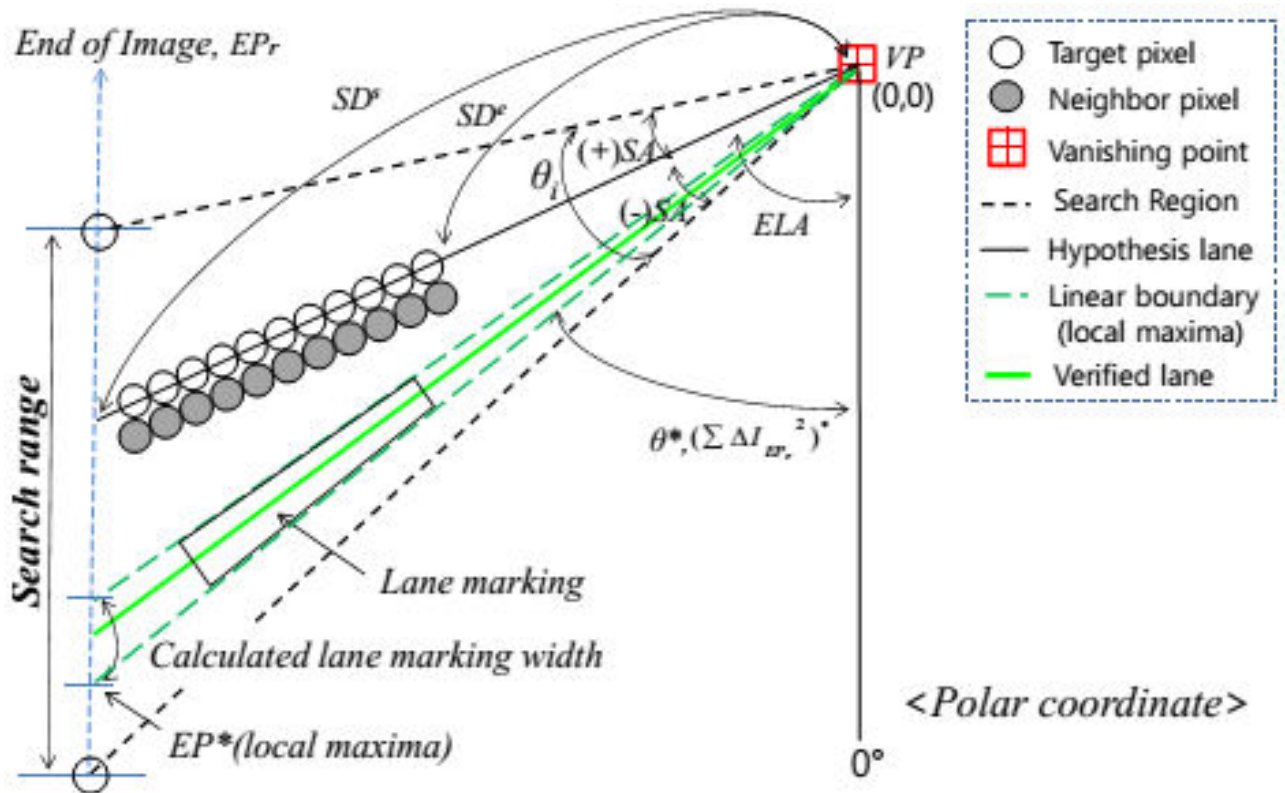 End of Image, EPr
SDˢ
SDᵉ
VP
(0,0)
(+)SA
θi
(-)SA
ELA
Search range
θ*,(∑ ΔI EPr ²)*
Lane marking
Calculated lane marking width
EP*(local maxima)
<Polar coordinate>
0°
Target pixel
Neighbor pixel
Vanishing point
Search Region
Hypothesis lane
Linear boundary
(local maxima)
Verified lane